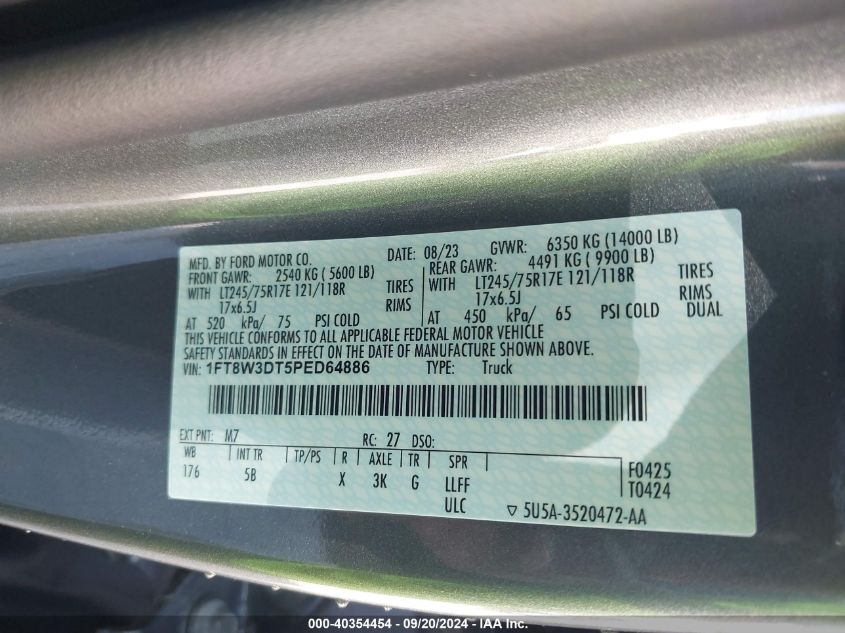 MFD. BY FORD MOTOR CO.
DATE: 08/23 GVWR: 6350 KG (14000 LB)
FRONT GAWR: 2540 KG ( 5600 LB)
REAR GAWR: 4491 KG ( 9900 LB)
WITH LT245/75R17E 121/118R TIRES
WITH LT245/75R17E 121/118R TIRES
17x6.5J RIMS
17x6.5J RIMS
AT 520 kPa/ 75 PSI COLD
AT 450 kPa/ 65 PSI COLD DUAL
THIS VEHICLE CONFORMS TO ALL APPLICABLE FEDERAL MOTOR VEHICLE
SAFETY STANDARDS IN EFFECT ON THE DATE OF MANUFACTURE SHOWN ABOVE.
VIN: 1FT8W3DT5PED64886 TYPE: Truck
EXT PNT: M7 RC: 27 DSO:
WB INT TR TP/PS R AXLE TR SPR
176 5B X 3K G LLFF
ULC
F0425
T0424
▽ 5U5A-3520472-AA
000-40354454 - 09/20/2024 - IAA Inc.